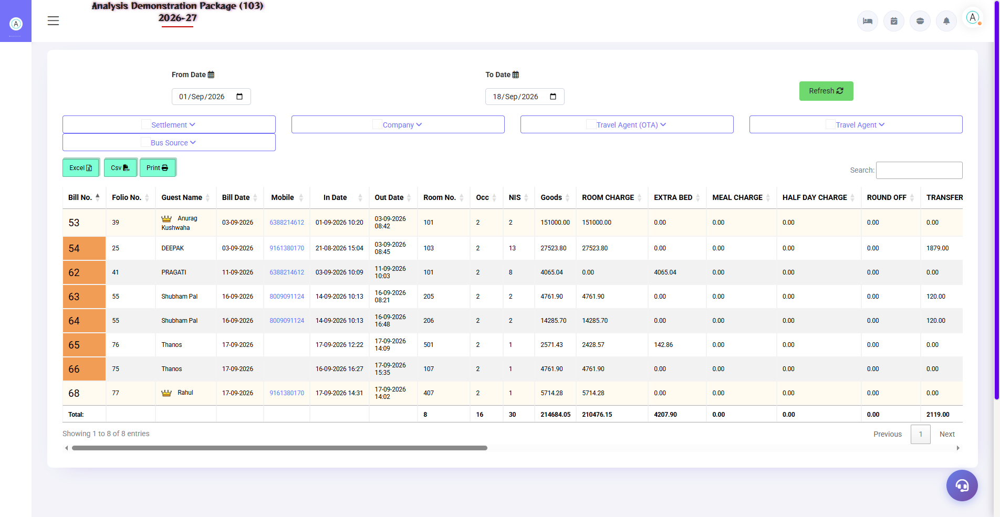 Analysis Demonstration Package (103)
2026-27
A
A
From Date
To Date
01/Sep/2026
18/Sep/2026
Refresh
Settlement
Company
Travel Agent (OTA)
Travel Agent
Bus Source
Excel
Csv
Print
Search:
Bill No. Folio No. Guest Name Bill Date Mobile In Date Out Date Room No. Occ NIS Goods ROOM CHARGE EXTRA BED MEAL CHARGE HALF DAY CHARGE ROUND OFF TRANSFER
53 39 Anurag Kushwaha 03-09-2026 6388214612 01-09-2026 10:20 03-09-2026 08:42 101 2 2 151000.00 151000.00 0.00 0.00 0.00 0.00 0.00
54 25 DEEPAK 03-09-2026 9161380170 21-08-2026 15:04 03-09-2026 08:45 103 2 13 27523.80 27523.80 0.00 0.00 0.00 0.00 1879.00
62 41 PRAGATI 11-09-2026 6388214612 03-09-2026 10:09 11-09-2026 10:03 101 2 8 4065.04 0.00 4065.04 0.00 0.00 0.00 0.00
63 55 Shubham Pal 16-09-2026 8009091124 14-09-2026 10:13 16-09-2026 08:21 205 2 2 4761.90 4761.90 0.00 0.00 0.00 0.00 120.00
64 55 Shubham Pal 16-09-2026 8009091124 14-09-2026 10:13 16-09-2026 16:48 206 2 2 14285.70 14285.70 0.00 0.00 0.00 0.00 120.00
65 76 Thanos 17-09-2026 17-09-2026 12:22 17-09-2026 14:09 501 2 1 2571.43 2428.57 142.86 0.00 0.00 0.00 0.00
66 75 Thanos 17-09-2026 16-09-2026 16:27 17-09-2026 15:35 107 2 1 4761.90 4761.90 0.00 0.00 0.00 0.00 0.00
68 77 Rahul 17-09-2026 9161380170 17-09-2026 14:31 17-09-2026 14:02 407 2 1 5714.28 5714.28 0.00 0.00 0.00 0.00 0.00
Total: 8 16 30 214684.05 210476.15 4207.90 0.00 0.00 0.00 2119.00
Showing 1 to 8 of 8 entries
Previous 1 Next